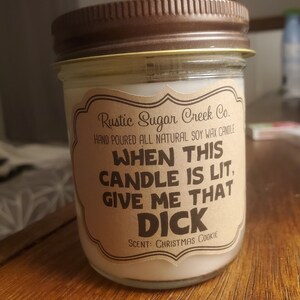 Rustic Sugar Creek Co.
HAND POURED ALL NATURAL SOY WAX CANDLE
WHEN THIS
CANDLE IS LIT,
GIVE ME THAT
DICK
SCENT: CHRISTMAS COOKIE